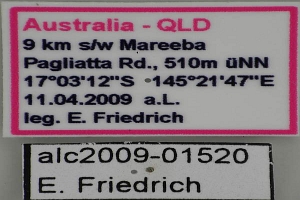 Australia - QLD
9 km s/w Mareeba
Pagliatta Rd., 510m üNN
17°03'12"S 145°21'47"E
11.04.2009 a.L.
leg. E. Friedrich
alc2009-01520
E. Friedrich